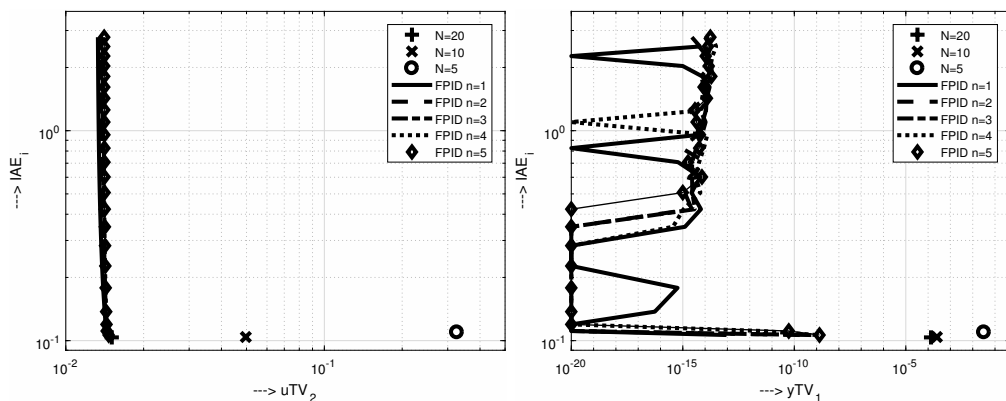 N=20
N=10
N=5
FPID n=1
FPID n=2
FPID n=3
FPID n=4
FPID n=5
10^0
10^-1
---> IAE_i
10^-2
10^-1
---> uTV_2
N=20
N=10
N=5
FPID n=1
FPID n=2
FPID n=3
FPID n=4
FPID n=5
10^0
10^-1
---> IAE_i
10^-20
10^-15
10^-10
10^-5
---> yTV_1